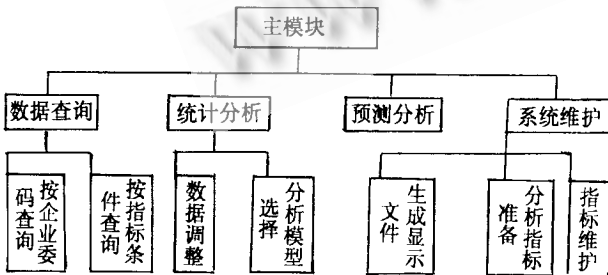 主模块
数据查询
统计分析
预测分析
系统维护
按企业委
码查询
按指标条
件查询
数据调整
分析模型
选择
生成显示
文件
分析指标
准备
指标维护